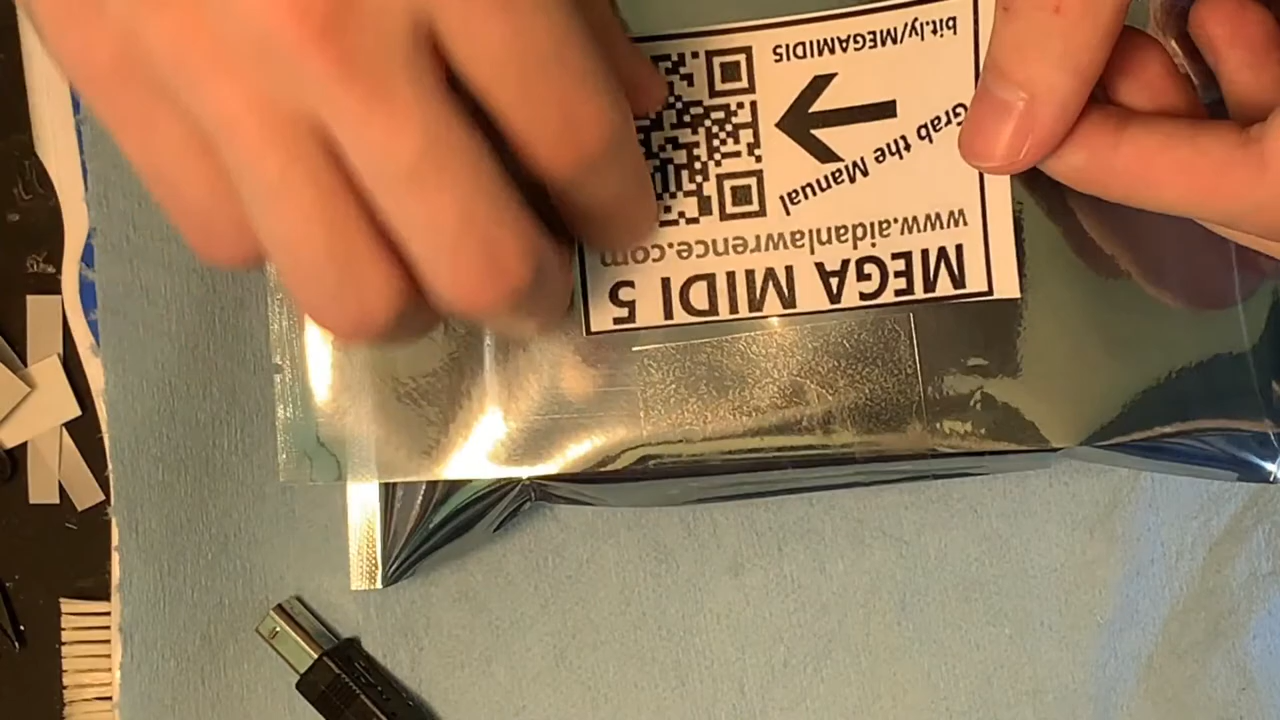 MEGA MIDI 5
www.aidanlawrence.com
Grab the Manual
bit.ly/MEGAMIDI5